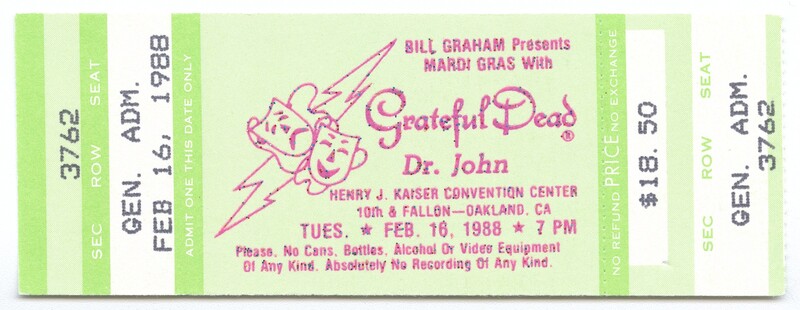 SEC ROW SEAT
3762
GEN. ADM.
FEB 16, 1988
ADMIT ONE THIS DATE ONLY
BILL GRAHAM Presents
MARDI GRAS With
Grateful Dead ®
Dr. John
HENRY J. KAISER CONVENTION CENTER
10th & FALLON—OAKLAND, CA
TUES. ★ FEB. 16, 1988 ★ 7 PM
Please, No Cans, Bottles, Alcohol Or Video Equipment
Of Any Kind. Absolutely No Recording Of Any Kind.
NO REFUND PRICE NO EXCHANGE
$18.50
SEC ROW SEAT
GEN. ADM.
3762